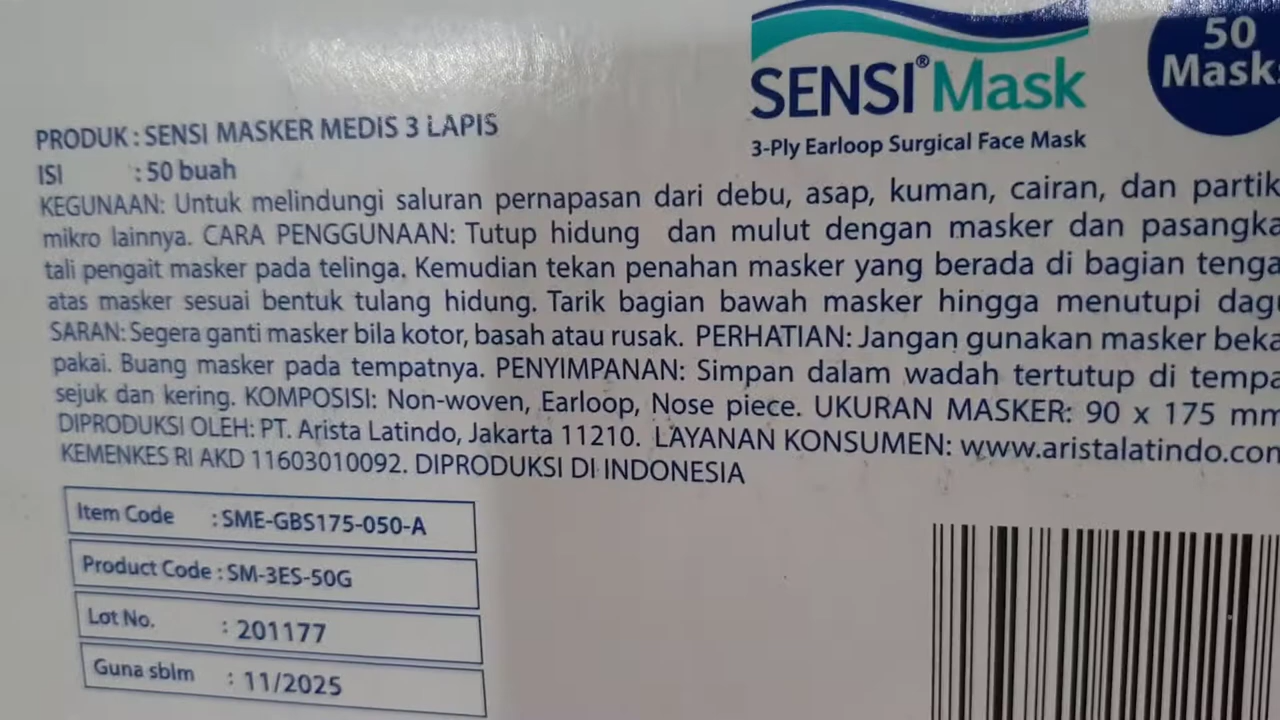 SENSI® Mask
3-Ply Earloop Surgical Face Mask
50
Mask
PRODUK : SENSI MASKER MEDIS 3 LAPIS
ISI : 50 buah
KEGUNAAN: Untuk melindungi saluran pernapasan dari debu, asap, kuman, cairan, dan partik
mikro lainnya. CARA PENGGUNAAN: Tutup hidung dan mulut dengan masker dan pasangka
tali pengait masker pada telinga. Kemudian tekan penahan masker yang berada di bagian tenga
atas masker sesuai bentuk tulang hidung. Tarik bagian bawah masker hingga menutupi dagu
SARAN: Segera ganti masker bila kotor, basah atau rusak. PERHATIAN: Jangan gunakan masker beka
pakai. Buang masker pada tempatnya. PENYIMPANAN: Simpan dalam wadah tertutup di tempa
sejuk dan kering. KOMPOSISI: Non-woven, Earloop, Nose piece. UKURAN MASKER: 90 x 175 mm
DIPRODUKSI OLEH: PT. Arista Latindo, Jakarta 11210. LAYANAN KONSUMEN: www.aristalatindo.com
KEMENKES RI AKD 11603010092. DIPRODUKSI DI INDONESIA
Item Code : SME-GBS175-050-A
Product Code : SM-3ES-50G
Lot No. : 201177
Guna sblm : 11/2025